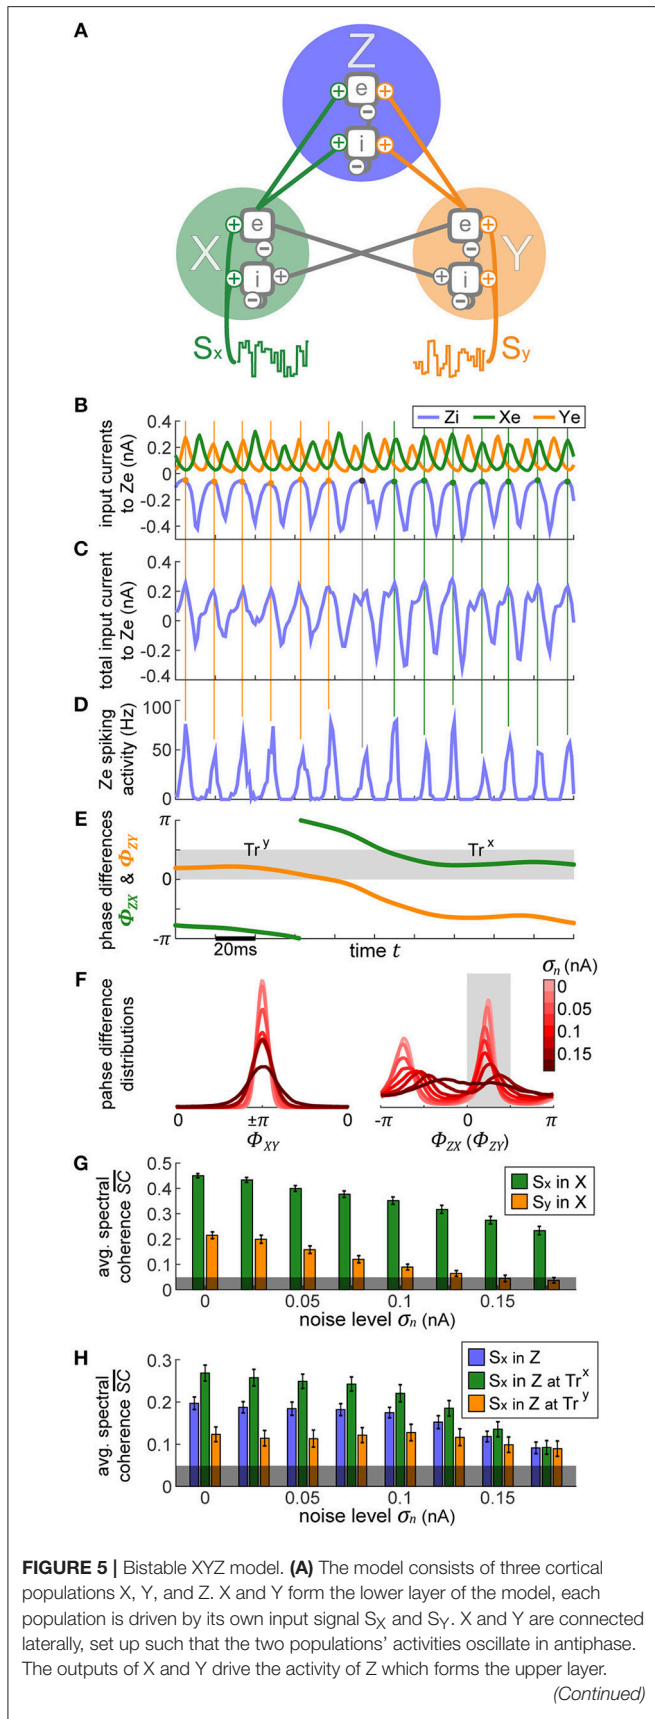 A
Z
e
i
X
e
i
e
i
Y
Sx
Sy
B
Zi Xe Ye
input currents
to Ze (nA)
0.4
0.2
0
-0.2
-0.4
C
total input current
to Ze (nA)
0.4
0.2
0
-0.2
-0.4
D
Ze spiking
activity (Hz)
100
50
0
E
phase differences
ΦZX & ΦZY
π
0
-π
Tr y
Tr x
20ms
time t
F
pahse difference
distributions
0 ±π 0
ΦXY
-π 0 π
ΦZX (ΦZY)
σn (nA)
0
0.05
0.1
0.15
G
avg. spectral
coherence SC
0.5
0.4
0.3
0.2
0.1
0
Sx in X
Sy in X
0 0.05 0.1 0.15
noise level σn (nA)
H
avg. spectral
coherence SC
0.3
0.2
0.1
0
Sx in Z
Sx in Z at Tr x
Sx in Z at Tr y
0 0.05 0.1 0.15
noise level σn (nA)
FIGURE 5 | Bistable XYZ model. (A) The model consists of three cortical
populations X, Y, and Z. X and Y form the lower layer of the model, each
population is driven by its own input signal SX and SY. X and Y are connected
laterally, set up such that the two populations’ activities oscillate in antiphase.
The outputs of X and Y drive the activity of Z which forms the upper layer.
(Continued)